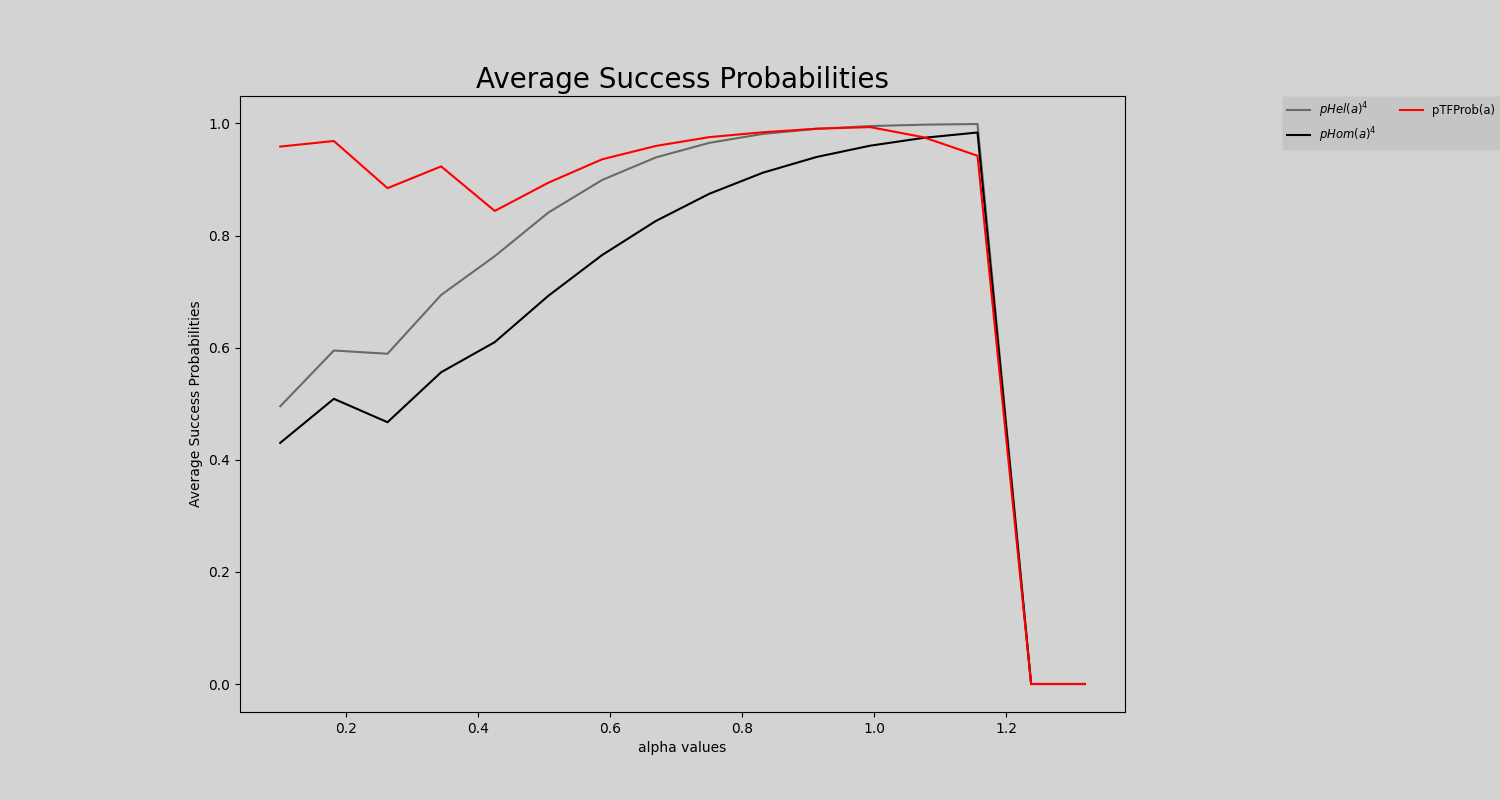 Average Success Probabilities
pHel(a)⁴
pTFProb(a)
pHom(a)⁴
1.0
0.8
0.6
0.4
0.2
0.0
Average Success Probabilities
0.2 0.4 0.6 0.8 1.0 1.2
alpha values